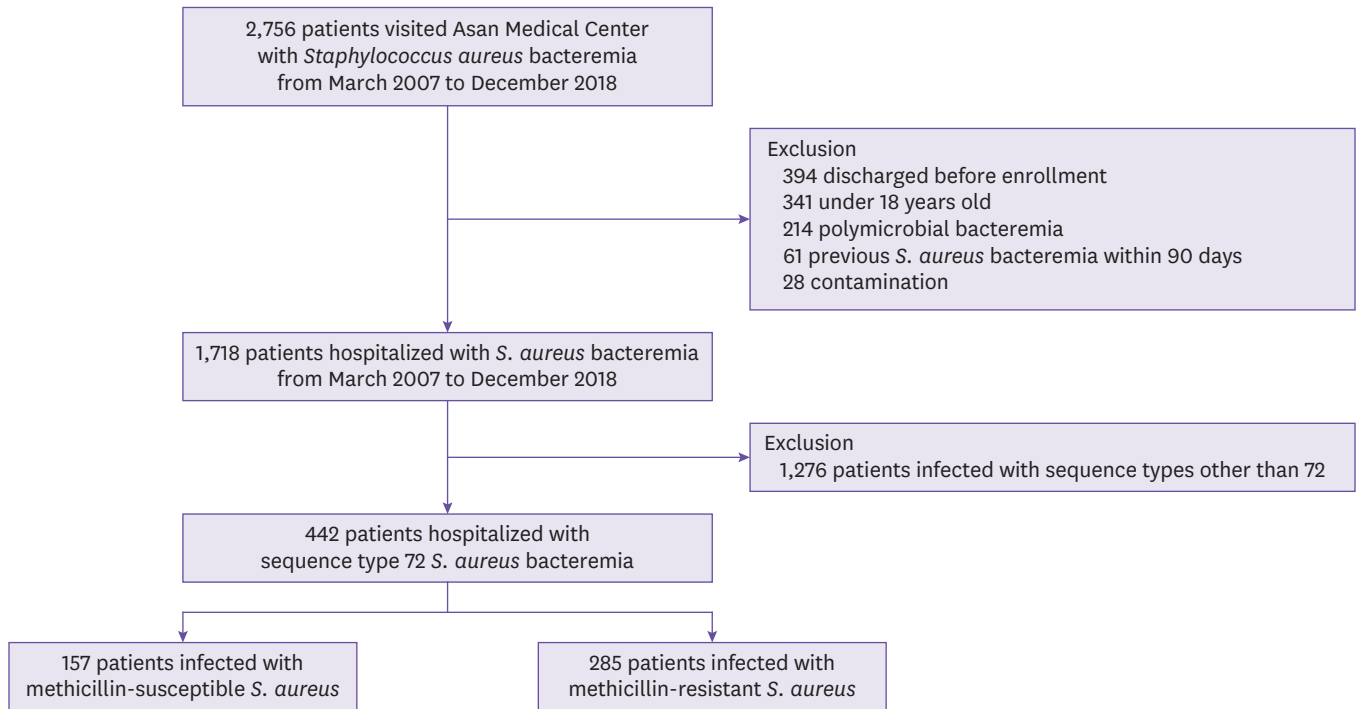 2,756 patients visited Asan Medical Center
with Staphylococcus aureus bacteremia
from March 2007 to December 2018
Exclusion
394 discharged before enrollment
341 under 18 years old
214 polymicrobial bacteremia
61 previous S. aureus bacteremia within 90 days
28 contamination
1,718 patients hospitalized with S. aureus bacteremia
from March 2007 to December 2018
Exclusion
1,276 patients infected with sequence types other than 72
442 patients hospitalized with
sequence type 72 S. aureus bacteremia
157 patients infected with
methicillin-susceptible S. aureus
285 patients infected with
methicillin-resistant S. aureus